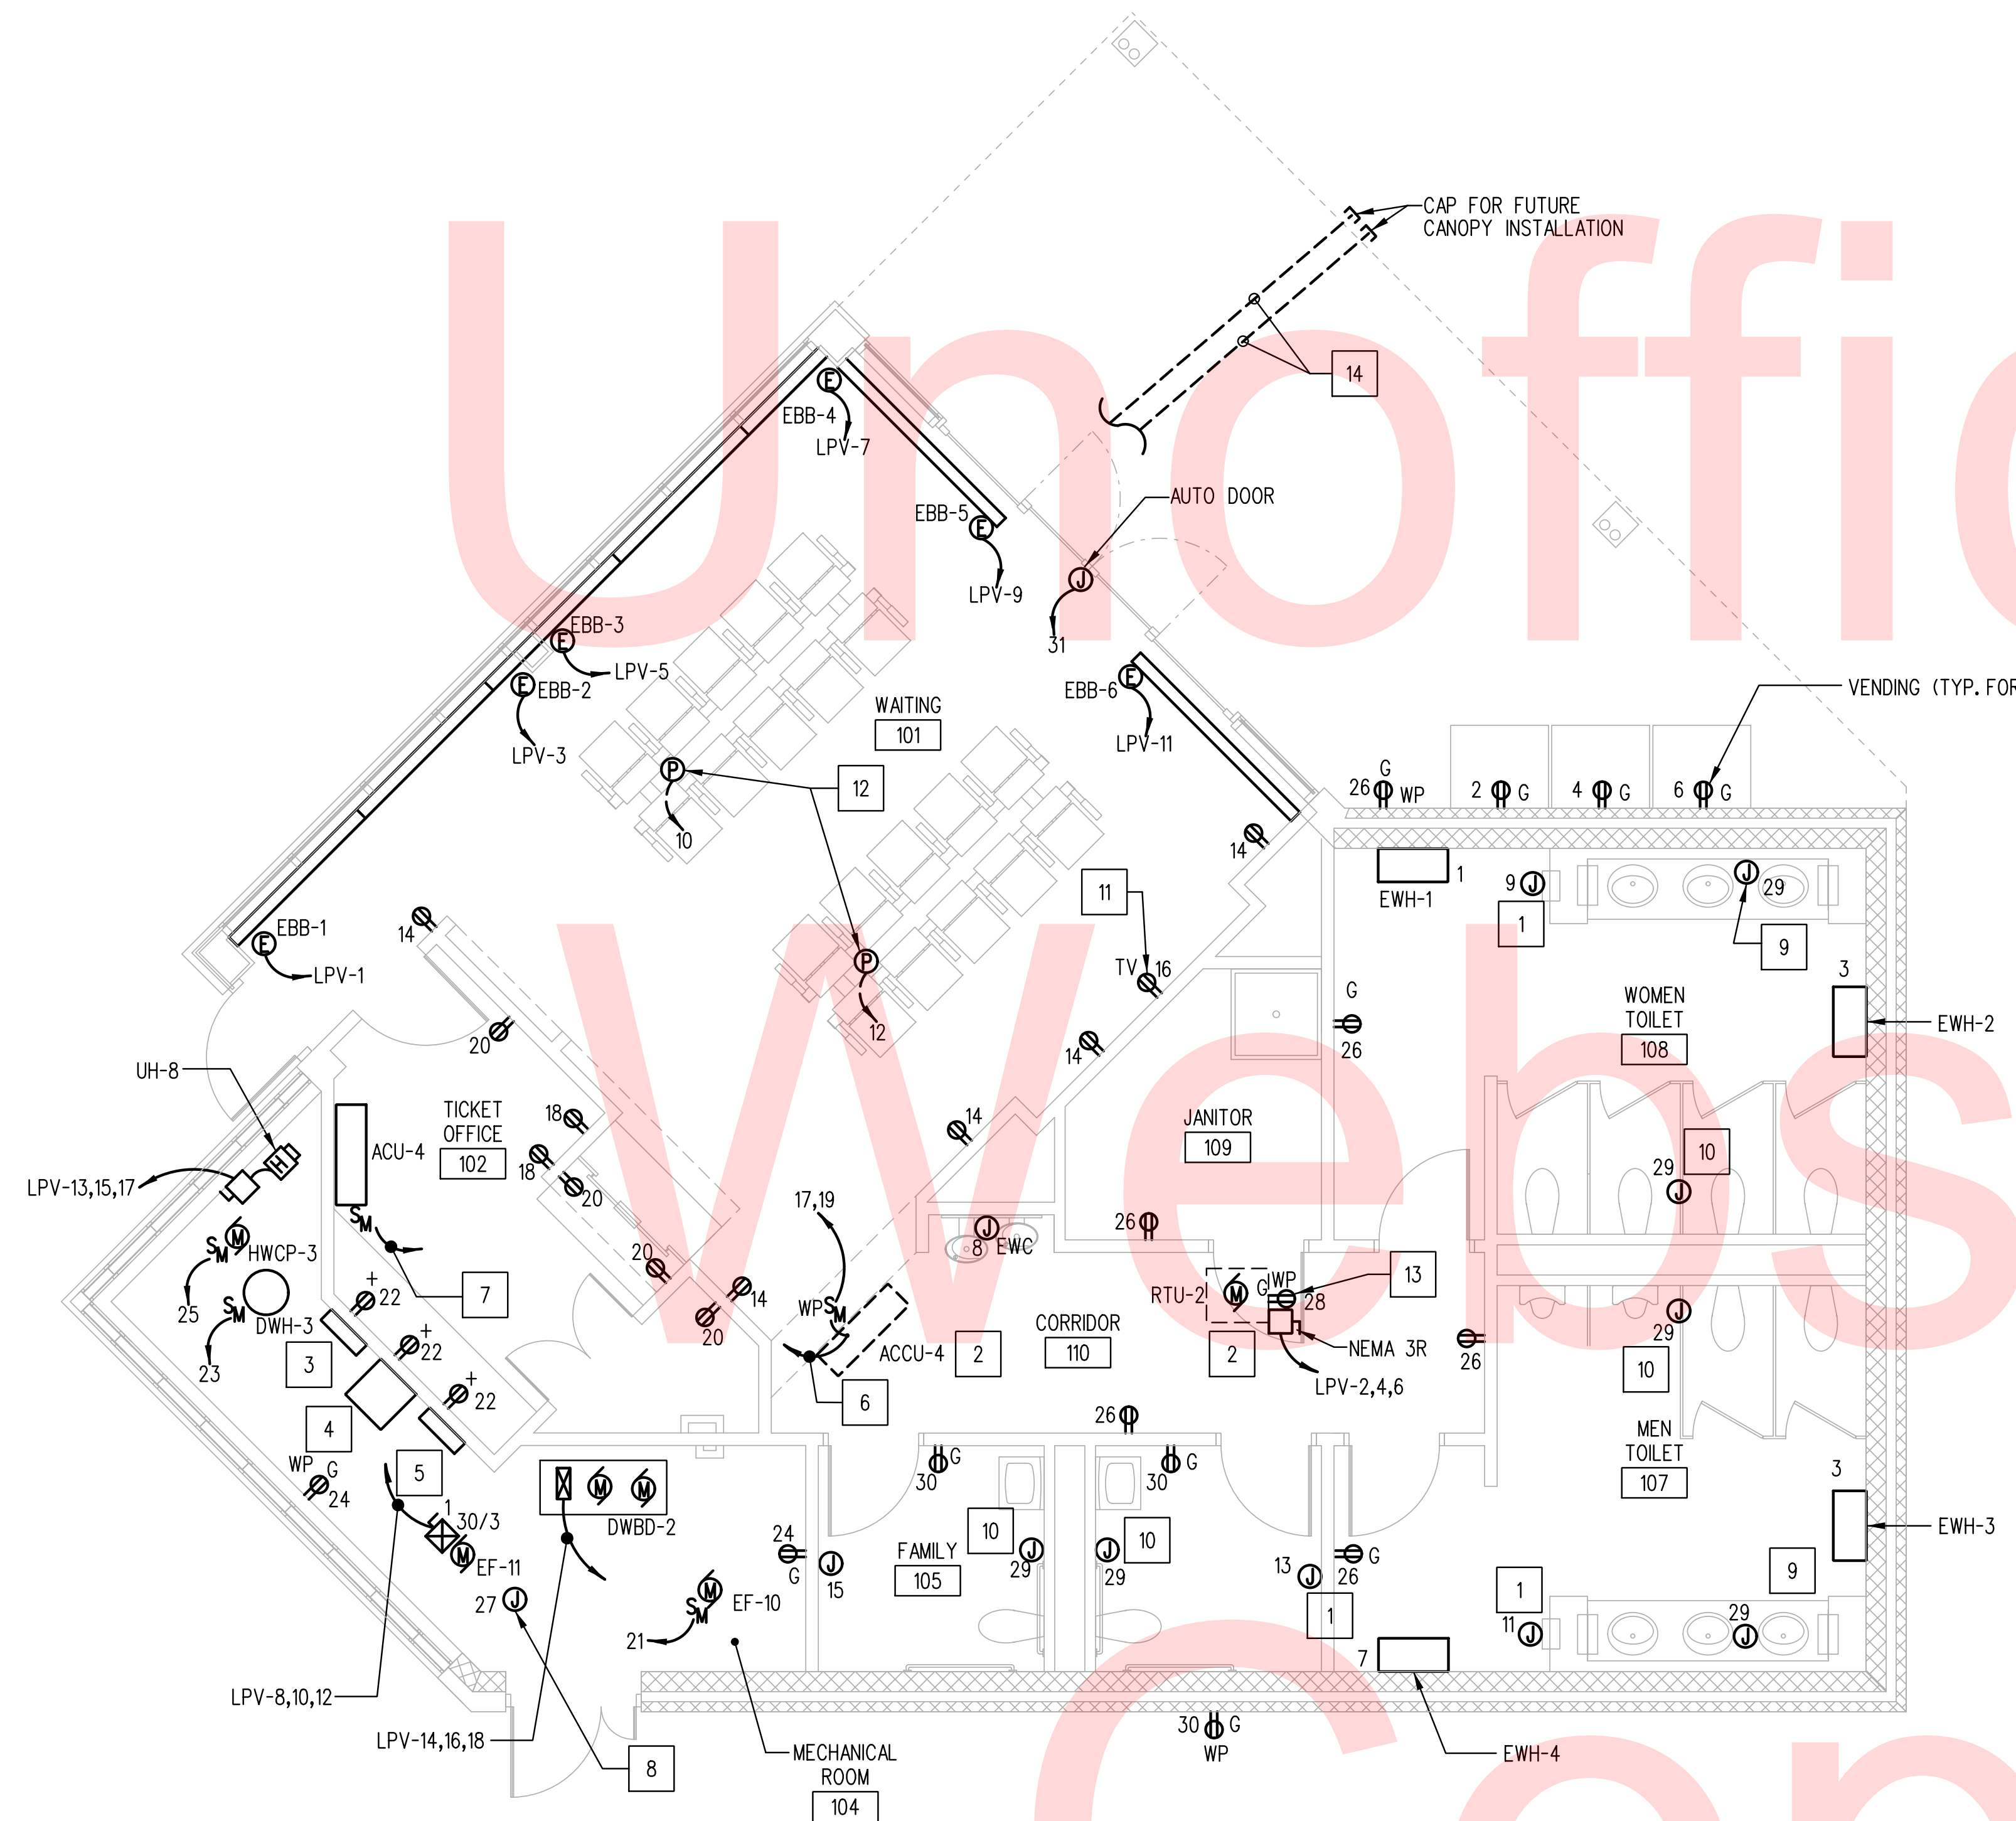 CAP FOR FUTURE
CANOPY INSTALLATION
14
EBB-4
LPV-7
EBB-5
LPV-9
AUTO DOOR
J
31
E
E
EBB-3
E
LPV-5
EBB-2
E
LPV-3
EBB-6
E
LPV-11
WAITING
101
VENDING (TYP. FOR
P
12
10
G
26
WP
2
G
4
G
6
G
14
11
1
EWH-1
9
J
1
J
29
9
EBB-1
E
LPV-1
14
P
12
TV
16
14
G
26
WOMEN
TOILET
108
3
EWH-2
20
UH-8
H
LPV-13,15,17
TICKET
OFFICE
102
ACU-4
18
18
20
14
JANITOR
109
10
29
J
SM
M
HWCP-3
SM
25
SM
DWH-3
23
7
+
22
+
22
+
22
3
4
5
20
14
20
17,19
WP
SM
ACCU-4
2
6
J
8
EWC
26
CORRIDOR
110
RTU-2
M
G
WP
28
13
2
NEMA 3R
LPV-2,4,6
26
29
J
10
MEN
TOILET
107
3
EWH-3
WP
G
24
1
30/3
M
EF-11
27
J
M
M
DWBD-2
24
G
J
15
M
SM
EF-10
21
26
30
G
30
G
10
J
29
10
J
29
FAMILY
105
13
J
26
G
1
1
11
J
9
29
J
7
EWH-4
LPV-8,10,12
LPV-14,16,18
8
MECHANICAL
ROOM
104
30
G
WP
Unoffic
Webs
Con